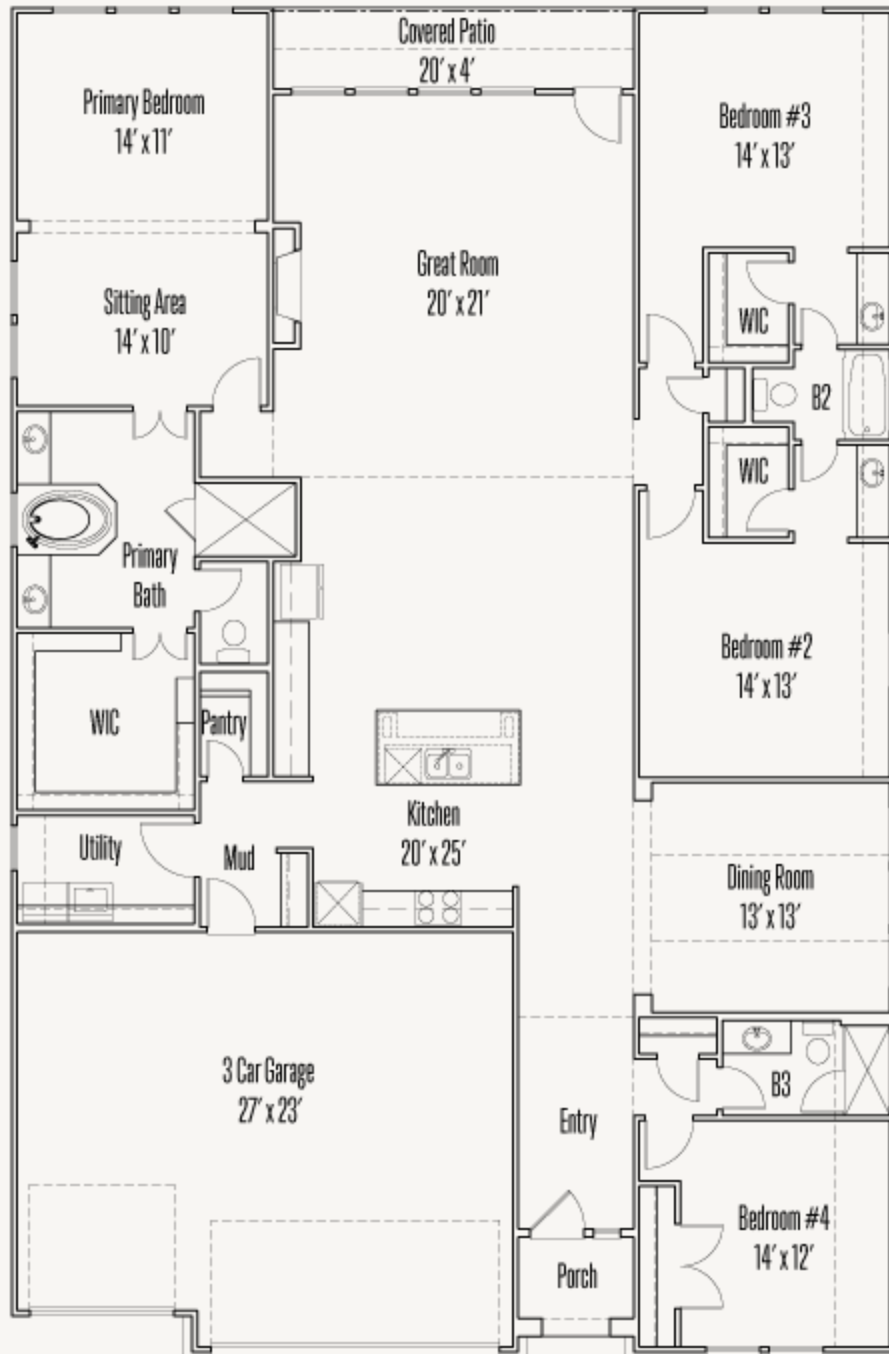 Covered Patio
20' x 4'
Primary Bedroom
14' x 11'
Bedroom #3
14' x 13'
Great Room
20' x 21'
Sitting Area
14' x 10'
WIC
B2
WIC
Primary
Bath
Bedroom #2
14' x 13'
WIC
Pantry
Kitchen
20' x 25'
Utility
Mud
Dining Room
13' x 13'
3 Car Garage
27' x 23'
B3
Entry
Bedroom #4
14' x 12'
Porch